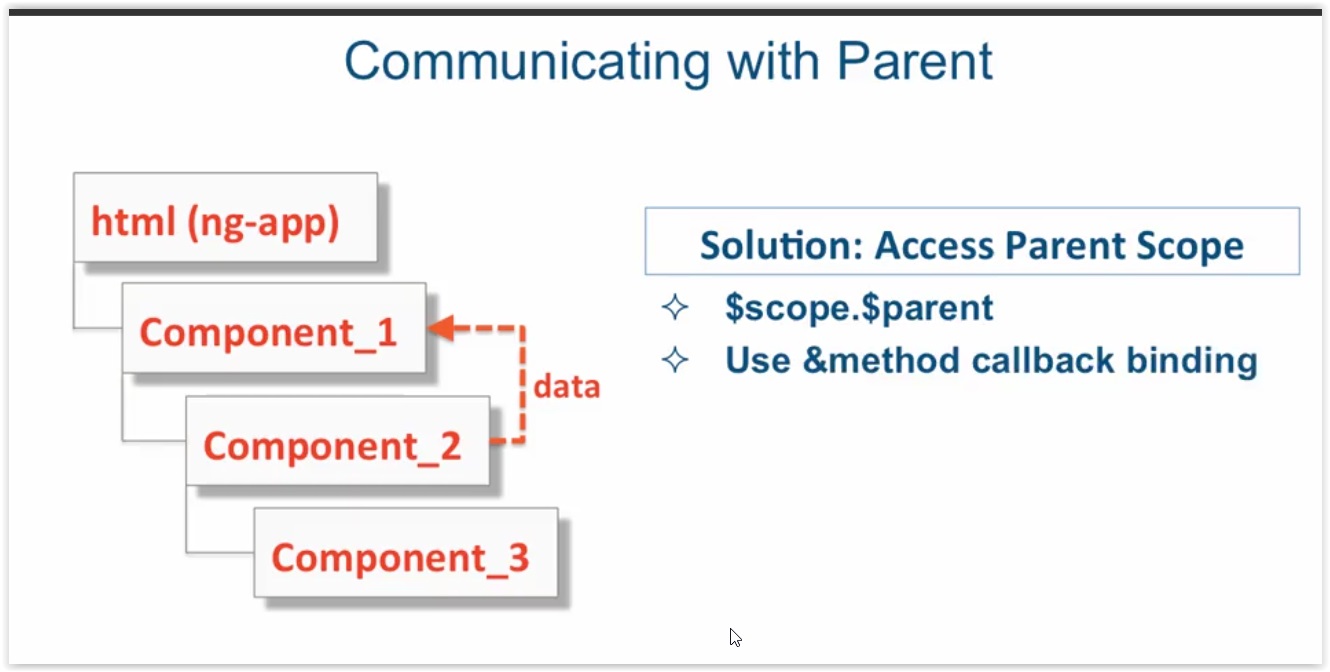 Communicating with Parent
html (ng-app)
Component_1
data
Component_2
Component_3
Solution: Access Parent Scope
✧ $scope.$parent
✧ Use &method callback binding